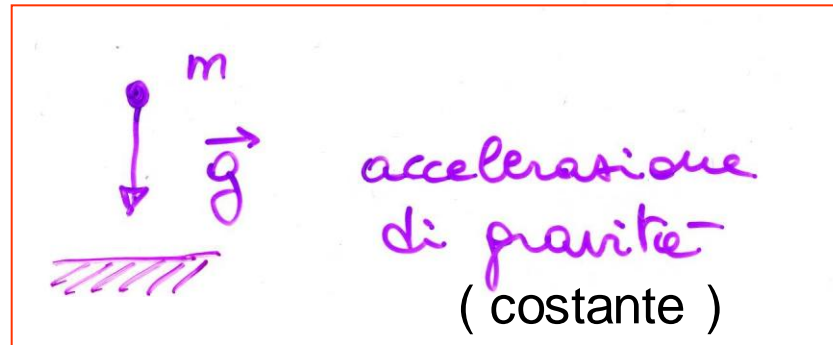 m
g
accelerazione
di gravità
( costante )